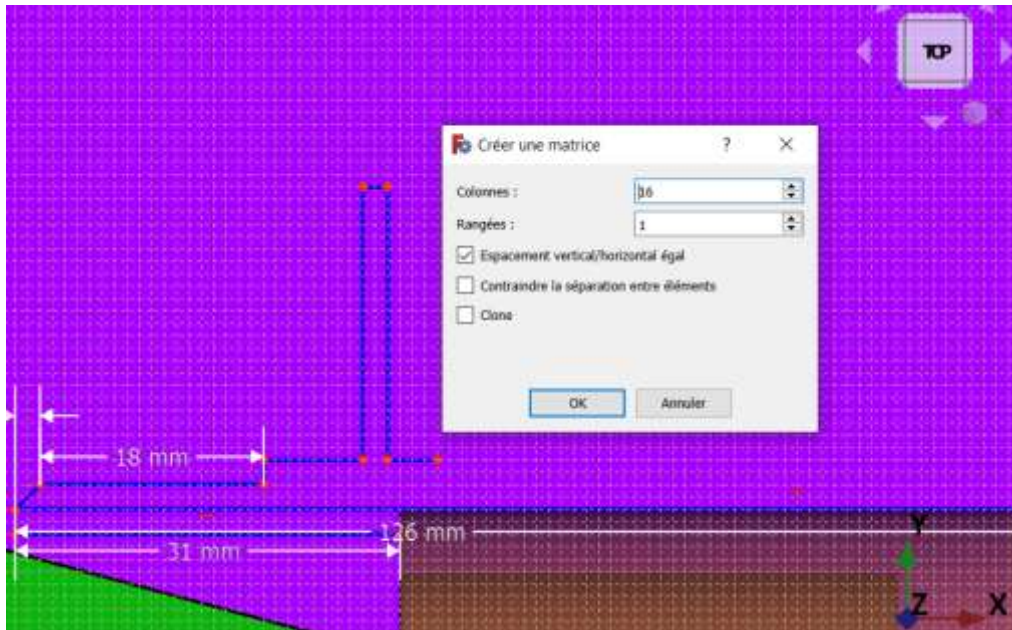 TOP
Créer une matrice ? ×
Colonnes : 16
Rangées : 1
Espacement vertical/horizontal égal
Contraindre la séparation entre éléments
Clone
OK Annuler
18 mm
126 mm
31 mm
Y
Z X